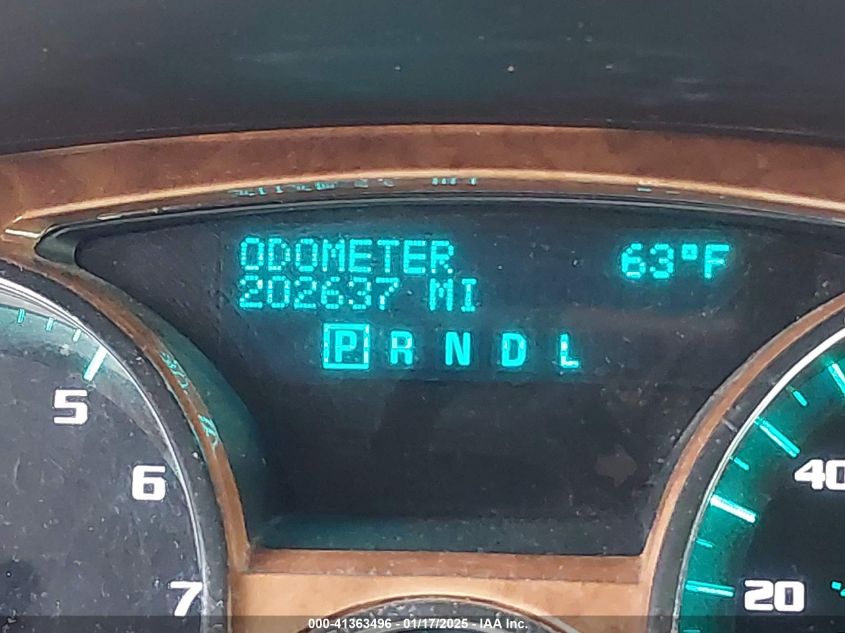 ODOMETER 63°F
202637 MI
P R N D L
5
6
7
40
20
000-41363496 - 01/17/2025 - IAA Inc.